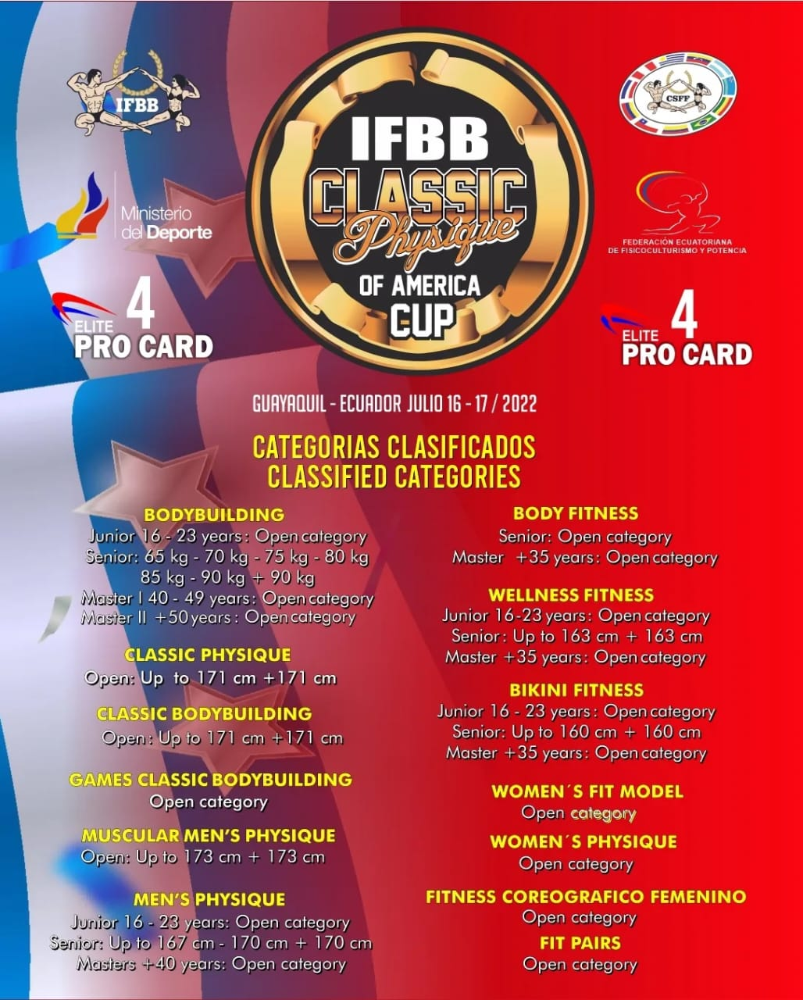 IFBB
CSFF
IFBB
CLASSIC
Physique
OF AMERICA
CUP
Ministerio
del Deporte
FEDERACIÓN ECUATORIANA
DE FISICOCULTURISMO Y POTENCIA
4
ELITE
PRO CARD
4
ELITE
PRO CARD
GUAYAQUIL - ECUADOR JULIO 16 - 17 / 2022
CATEGORIAS CLASIFICADOS
CLASSIFIED CATEGORIES
BODYBUILDING
Junior 16 - 23 years: Open category
Senior: 65 kg - 70 kg - 75 kg - 80 kg
85 kg - 90 kg + 90 kg
Master I 40 - 49 years: Open category
Master II +50 years: Open category
CLASSIC PHYSIQUE
Open: Up to 171 cm +171 cm
CLASSIC BODYBUILDING
Open: Up to 171 cm +171 cm
GAMES CLASSIC BODYBUILDING
Open category
MUSCULAR MEN'S PHYSIQUE
Open: Up to 173 cm + 173 cm
MEN'S PHYSIQUE
Junior 16 - 23 years: Open category
Senior: Up to 167 cm - 170 cm + 170 cm
Masters +40 years: Open category
BODY FITNESS
Senior: Open category
Master +35 years: Open category
WELLNESS FITNESS
Junior 16-23 years: Open category
Senior: Up to 163 cm + 163 cm
Master +35 years: Open category
BIKINI FITNESS
Junior 16 - 23 years: Open category
Senior: Up to 160 cm + 160 cm
Master +35 years: Open category
WOMEN´S FIT MODEL
Open category
WOMEN´S PHYSIQUE
Open category
FITNESS COREOGRAFICO FEMENINO
Open category
FIT PAIRS
Open category